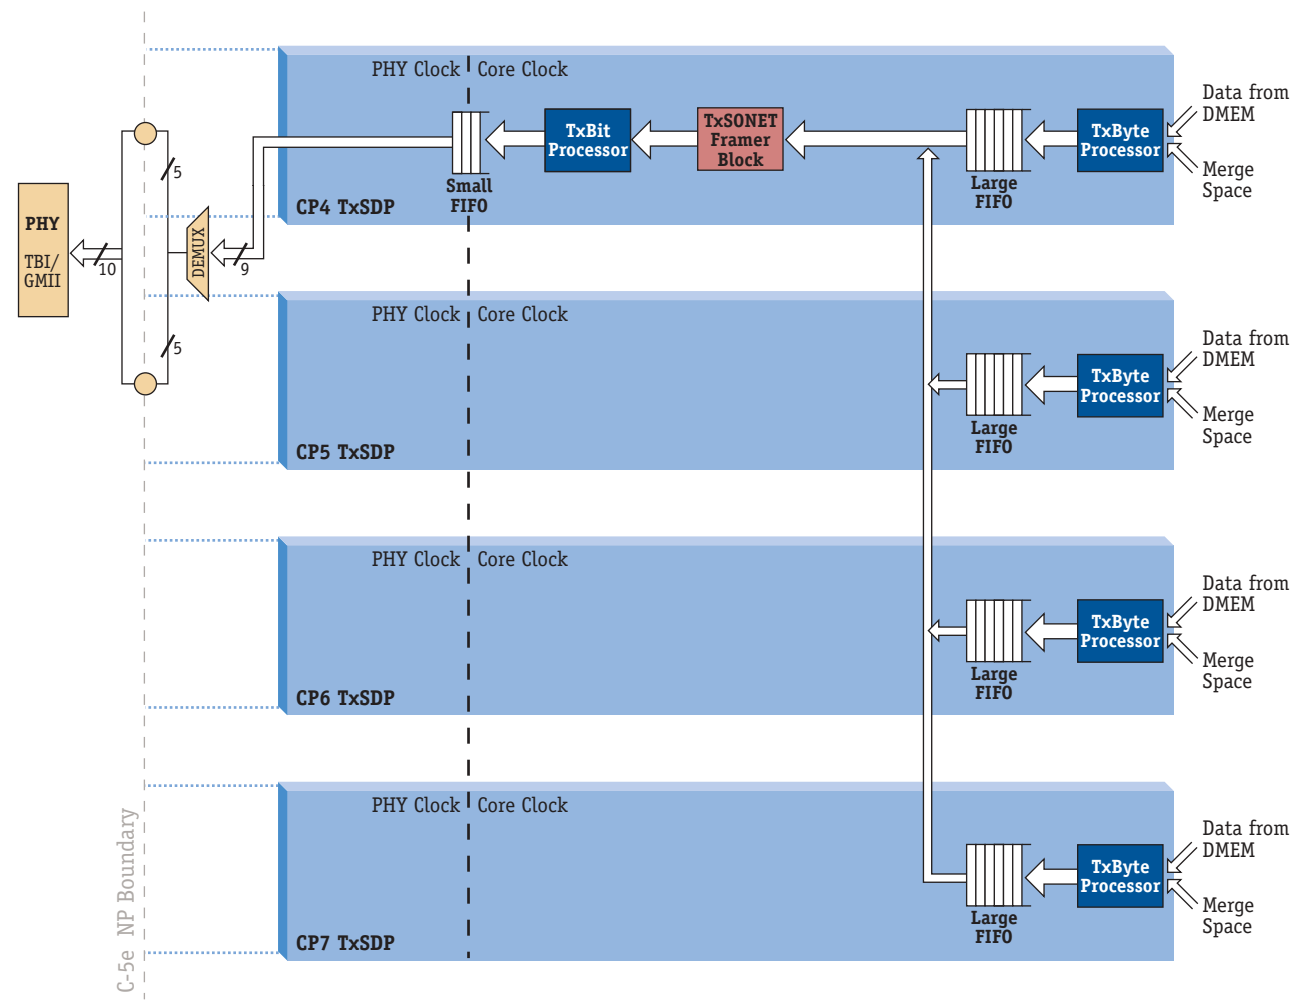 PHY Clock
Core Clock
Data from
DMEM
TxBit
Processor
TxSONET
Framer
Block
TxByte
Processor
Merge
Space
Small
FIFO
Large
FIFO
CP4 TxSDP
5
PHY
TBI/
GMII
10
DEMUX
9
5
PHY Clock
Core Clock
Data from
DMEM
TxByte
Processor
Merge
Space
Large
FIFO
CP5 TxSDP
PHY Clock
Core Clock
Data from
DMEM
TxByte
Processor
Merge
Space
Large
FIFO
CP6 TxSDP
PHY Clock
Core Clock
Data from
DMEM
TxByte
Processor
Merge
Space
Large
FIFO
CP7 TxSDP
C-5e NP Boundary